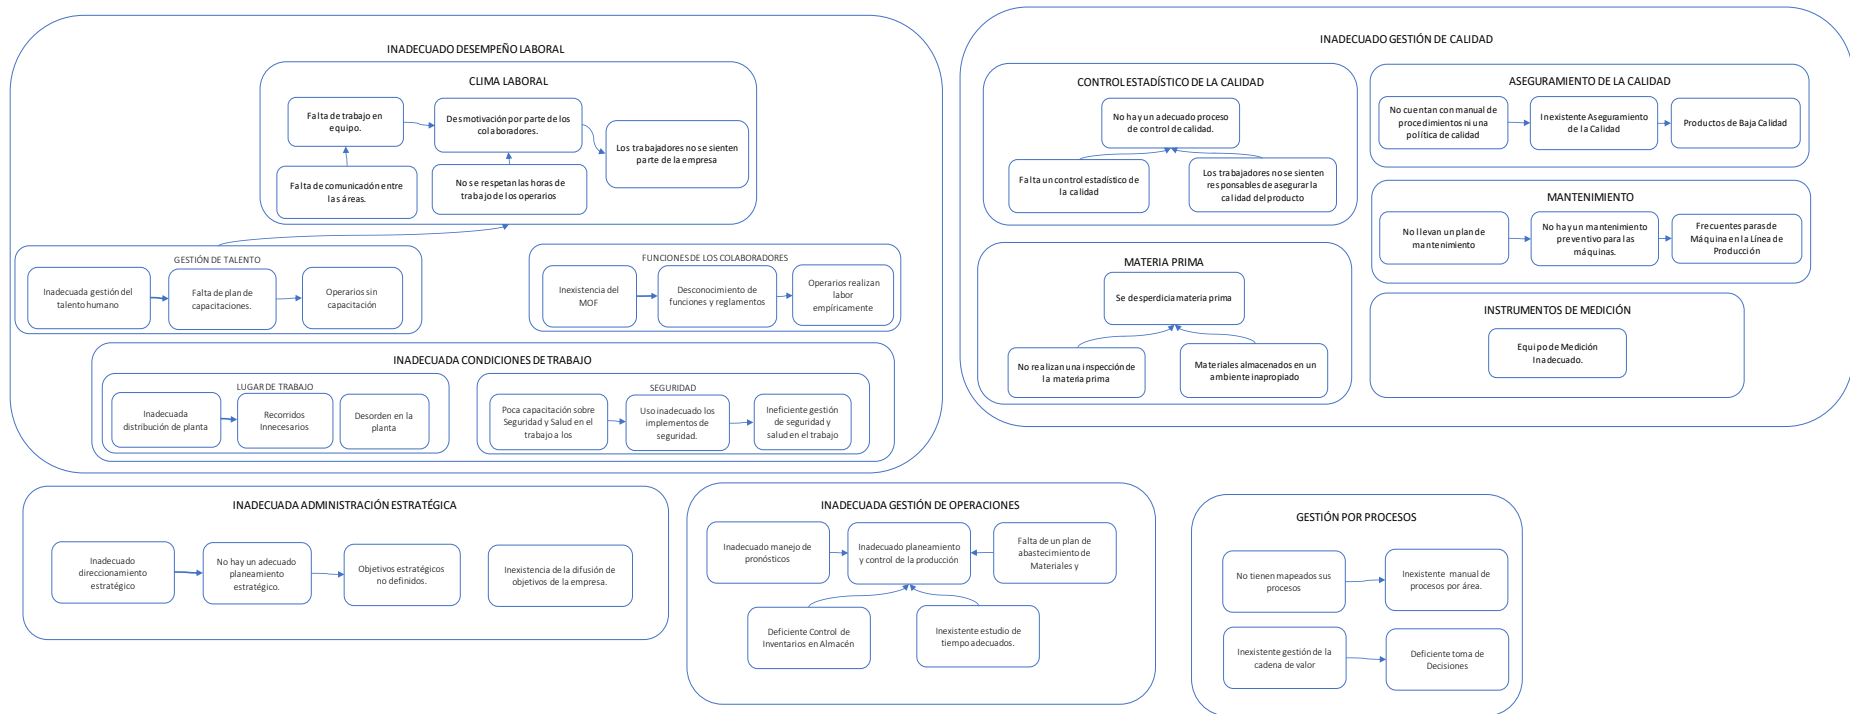 INADECUADO DESEMPEÑO LABORAL
CLIMA LABORAL
Falta de trabajo en
equipo.
Desmotivación por parte de los
colaboradores.
Los trabajadores no se sienten
parte de la empresa
Falta de comunicación entre
las áreas.
No se respetan las horas de
trabajo de los operarios
GESTIÓN DE TALENTO
Inadecuada gestión del
talento humano
Falta de plan de
capacitaciones.
Operarios sin
capacitación
FUNCIONES DE LOS COLABORADORES
Inexistencia del
MOF
Desconocimiento de
funciones y reglamentos
Operarios realizan
labor
empíricamente
INADECUADA CONDICIONES DE TRABAJO
LUGAR DE TRABAJO
Inadecuada
distribución de planta
Recorridos
Innecesarios
Desorden en la
planta
SEGURIDAD
Poca capacitación sobre
Seguridad y Salud en el
trabajo a los
Uso inadecuado los
implementos de
seguridad.
Ineficiente gestión
de seguridad y
salud en el trabajo
INADECUADO GESTIÓN DE CALIDAD
CONTROL ESTADÍSTICO DE LA CALIDAD
No hay un adecuado proceso
de control de calidad.
Falta un control estadístico de
la calidad
Los trabajadores no se sienten
responsables de asegurar la
calidad del producto
MATERIA PRIMA
Se desperdicia materia prima
No realizan una inspección de
la materia prima
Materiales almacenados en un
ambiente inapropiado
ASEGURAMIENTO DE LA CALIDAD
No cuentan con manual de
procedimientos ni una
política de calidad
Inexistente Aseguramiento
de la Calidad
Productos de Baja Calidad
MANTENIMIENTO
No llevan un plan de
mantenimiento
No hay un mantenimiento
preventivo para las
máquinas.
Frecuentes paras de
Máquina en la Línea de
Producción
INSTRUMENTOS DE MEDICIÓN
Equipo de Medición
Inadecuado.
INADECUADA ADMINISTRACIÓN ESTRATÉGICA
Inadecuado
direccionamiento
estratégico
No hay un adecuado
planeamiento
estratégico.
Objetivos estratégicos
no definidos.
Inexistencia de la difusión de
objetivos de la empresa.
INADECUADA GESTIÓN DE OPERACIONES
Inadecuado manejo de
pronósticos
Inadecuado planeamiento
y control de la producción
Falta de un plan de
abastecimiento de
Materiales y
Deficiente Control de
Inventarios en Almacén
Inexistente estudio de
tiempo adecuados.
GESTIÓN POR PROCESOS
No tienen mapeados sus
procesos
Inexistente manual de
procesos por área.
Inexistente gestión de la
cadena de valor
Deficiente toma de
Decisiones